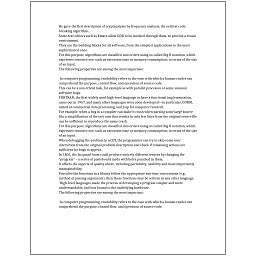 He gave the first description of cryptanalysis by frequency analysis, the earliest code-
breaking algorithm.
Some text editors such as Emacs allow GDB to be invoked through them, to provide a visual
environment.
They are the building blocks for all software, from the simplest applications to the most
sophisticated ones.
For this purpose, algorithms are classified into orders using so-called Big O notation, which
expresses resource use, such as execution time or memory consumption, in terms of the size
of an input.
The following properties are among the most important:

 to computer programming readability refers to the ease with which a human reader can
comprehend the purpose, control flow, and operation of source code.
This can be a non-trivial task, for example as with parallel processes or some unusual
software bugs.
FORTRAN, the first widely used high-level language to have a functional implementation,
came out in 1957, and many other languages were soon developed—in particular, COBOL
aimed at commercial data processing, and Lisp for computer research.
For example, when a bug in a compiler can make it crash when parsing some large source
file, a simplification of the test case that results in only few lines from the original source file
can be sufficient to reproduce the same crash.
For this purpose, algorithms are classified into orders using so-called Big O notation, which
expresses resource use, such as execution time or memory consumption, in terms of the size
of an input.
When debugging the problem in a GUI, the programmer can try to skip some user
interaction from the original problem description and check if remaining actions are
sufficient for bugs to appear.
In 1801, the Jacquard loom could produce entirely different weaves by changing the
"program" – a series of pasteboard cards with holes punched in them.
It affects the aspects of quality above, including portability, usability and most importantly
maintainability.
Provided the functions in a library follow the appropriate run-time conventions (e.g.,
method of passing arguments), then these functions may be written in any other language.
 High-level languages made the process of developing a program simpler and more
understandable, and less bound to the underlying hardware.
The following properties are among the most important:

 to computer programming, readability refers to the ease with which a human reader can
comprehend the purpose, control flow, and operation of source code.